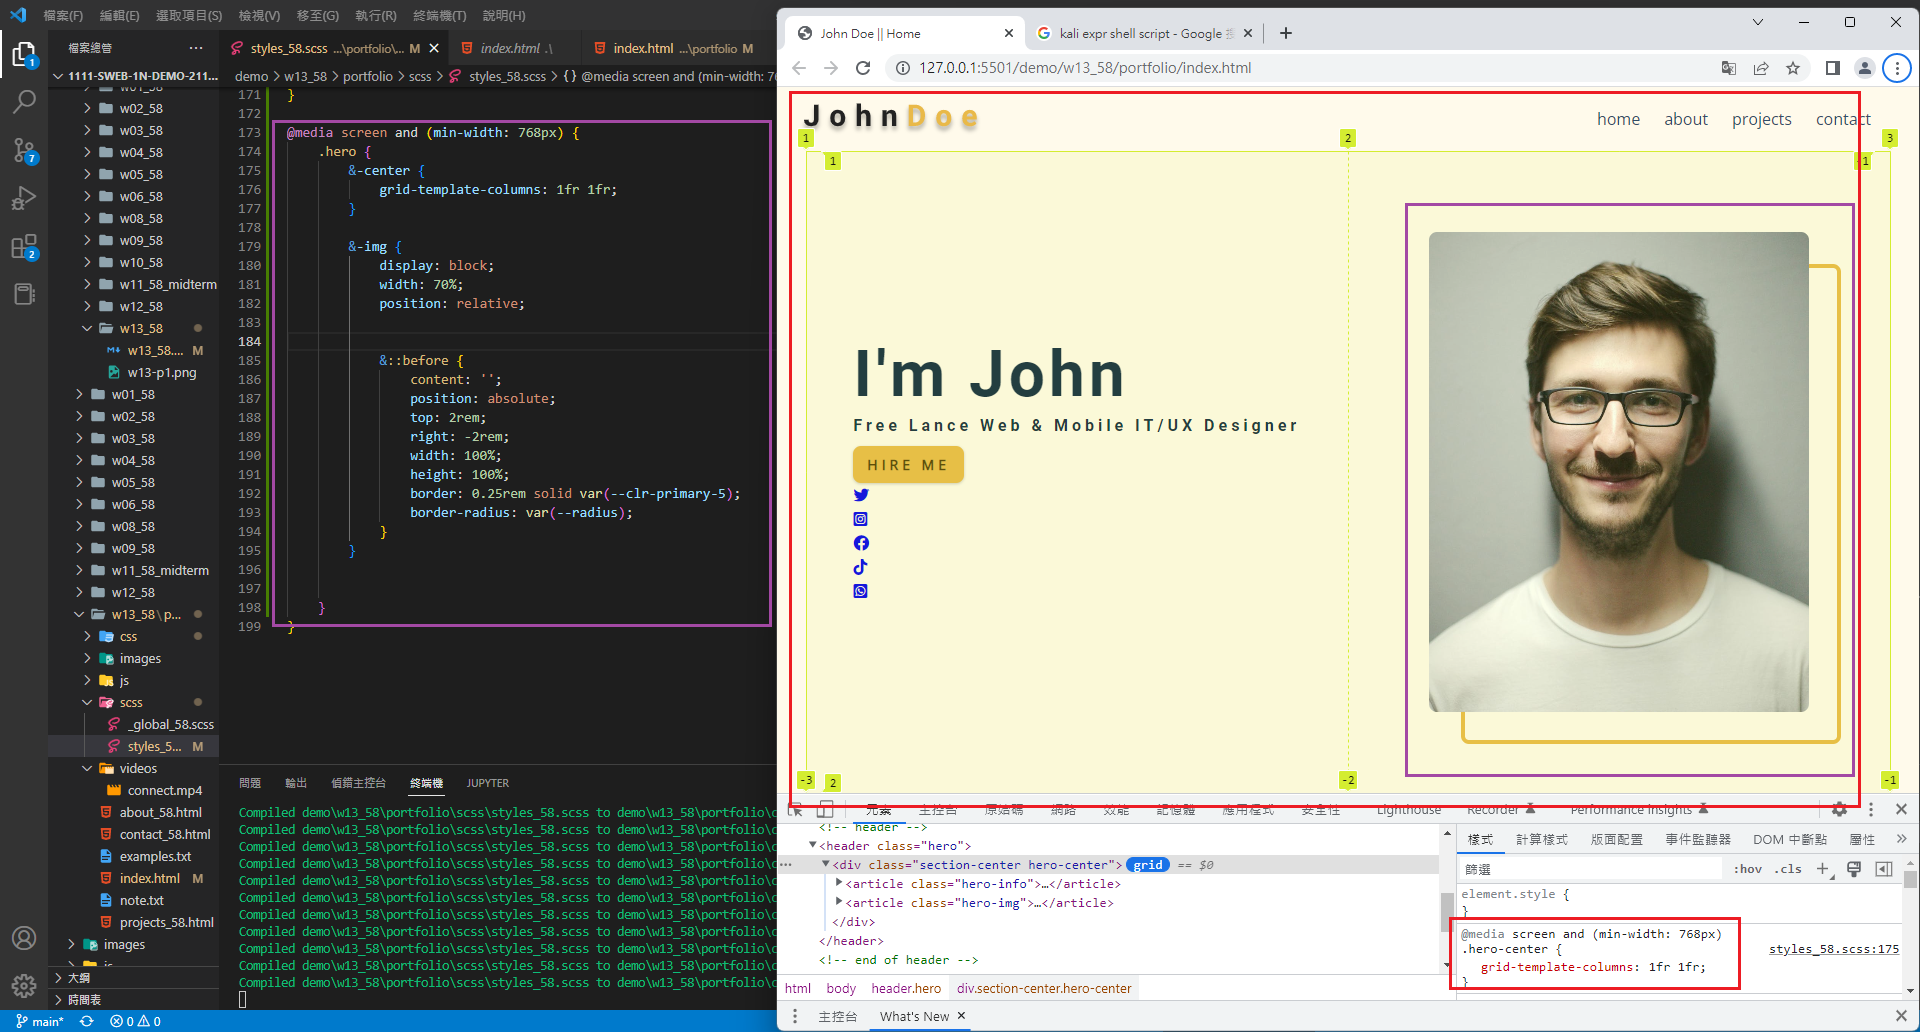 檔案(F) 編輯(E) 選取項目(S) 檢視(V) 移至(G) 執行(R) 終端機(T) 說明(H)
檔案總管
1111-SWEB-1N-DEMO-211...
w01_58
w02_58
w03_58
w04_58
w05_58
w06_58
w08_58
w09_58
w10_58
w11_58_midterm
w12_58
w13_58
w13_58.... M
w13-p1.png
w01_58
w02_58
w03_58
w04_58
w05_58
w06_58
w08_58
w09_58
w11_58_midterm
w12_58
w13_58\p...
css
images
js
scss
_global_58.scss
styles_5... M
videos
connect.mp4
about_58.html
contact_58.html
examples.txt
index.html M
note.txt
projects_58.html
images
js
大綱
時間表
1
7
2
main* 0 0
styles_58.scss ...\portfolio\... M
index.html .\
index.html ...\portfolio M
demo > w13_58 > portfolio > scss > styles_58.scss > {} @media screen and (min-width: 76
171 }
172
173 @media screen and (min-width: 768px) {
174 .hero {
175 &-center {
176 grid-template-columns: 1fr 1fr;
177 }
178
179 &-img {
180 display: block;
181 width: 70%;
182 position: relative;
183
184
185 &::before {
186 content: '';
187 position: absolute;
188 top: 2rem;
189 right: -2rem;
190 width: 100%;
191 height: 100%;
192 border: 0.25rem solid var(--clr-primary-5);
193 border-radius: var(--radius);
194 }
195 }
196
197
198 }
199 }
問題 輸出 偵錯主控台 終端機 JUPYTER
Compiled demo\w13_58\portfolio\scss\styles_58.scss to demo\w13_58\portfolio\c
Compiled demo\w13_58\portfolio\scss\styles_58.scss to demo\w13_58\portfolio\c
Compiled demo\w13_58\portfolio\scss\styles_58.scss to demo\w13_58\portfolio\c
Compiled demo\w13_58\portfolio\scss\styles_58.scss to demo\w13_58\portfolio\c
Compiled demo\w13_58\portfolio\scss\styles_58.scss to demo\w13_58\portfolio\c
Compiled demo\w13_58\portfolio\scss\styles_58.scss to demo\w13_58\portfolio\c
Compiled demo\w13_58\portfolio\scss\styles_58.scss to demo\w13_58\portfolio\c
Compiled demo\w13_58\portfolio\scss\styles_58.scss to demo\w13_58\portfolio\c
Compiled demo\w13_58\portfolio\scss\styles_58.scss to demo\w13_58\portfolio\c
Compiled demo\w13_58\portfolio\scss\styles_58.scss to demo\w13_58\portfolio\c
Compiled demo\w13_58\portfolio\scss\styles_58.scss to demo\w13_58\portfolio\c
John Doe || Home
kali expr shell script - Google
127.0.0.1:5501/demo/w13_58/portfolio/index.html
JohnDoe
home about projects contact
1 2 3
1 -1
I'm John
Free Lance Web & Mobile IT/UX Designer
HIRE ME
-3 2 -2 -1
元素 主控台 原始碼 網路 效能 記憶體 應用程式 安全性 Lighthouse Recorder Performance insights
<!-- header -->
<header class="hero">
<div class="section-center hero-center"> grid == $0
<article class="hero-info">…</article>
<article class="hero-img">…</article>
</div>
</header>
<!-- end of header -->
html body header.hero div.section-center.hero-center
樣式 計算樣式 版面配置 事件監聽器 DOM 中斷點 屬性
篩選 :hov .cls
element.style {
}
@media screen and (min-width: 768px)
.hero-center { styles_58.scss:175
grid-template-columns: 1fr 1fr;
}
主控台 What's New